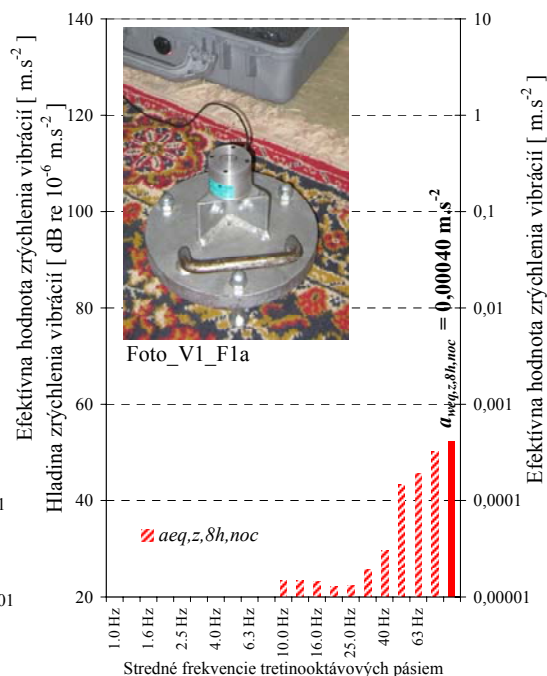 Efektívna hodnota zrýchlenia vibrácií [ m.s-2 ]
Hladina zrýchlenia vibrácií [ dB re 10-6 m.s-2 ]
140
120
100
80
60
40
20
1
01
Foto_V1_F1a
aeq,z,8h,noc
aweq,z,8h,noc = 0,00040 m.s-2
10
1
0,1
0,01
0,001
0,0001
0,00001
Efektívna hodnota zrýchlenia vibrácií [ m.s-2 ]
1.0 Hz
1.6 Hz
2.5 Hz
4.0 Hz
6.3 Hz
10.0 Hz
16.0 Hz
25.0 Hz
40 Hz
63 Hz
Stredné frekvencie tretinooktávových pásiem